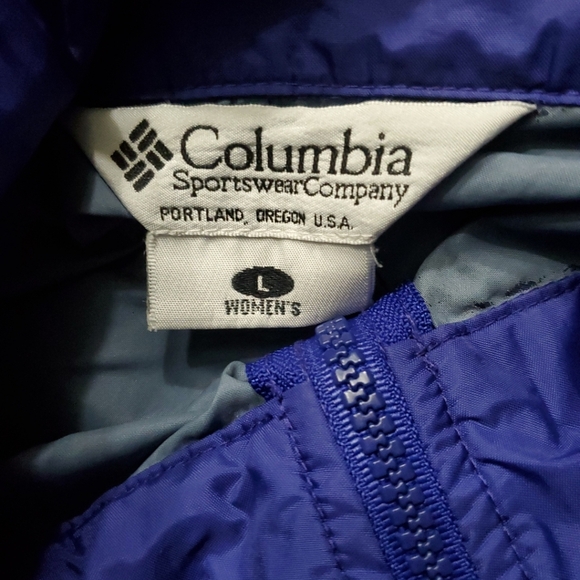 Columbia
SportswearCompany
PORTLAND, OREGON U.S.A.
L
WOMEN'S